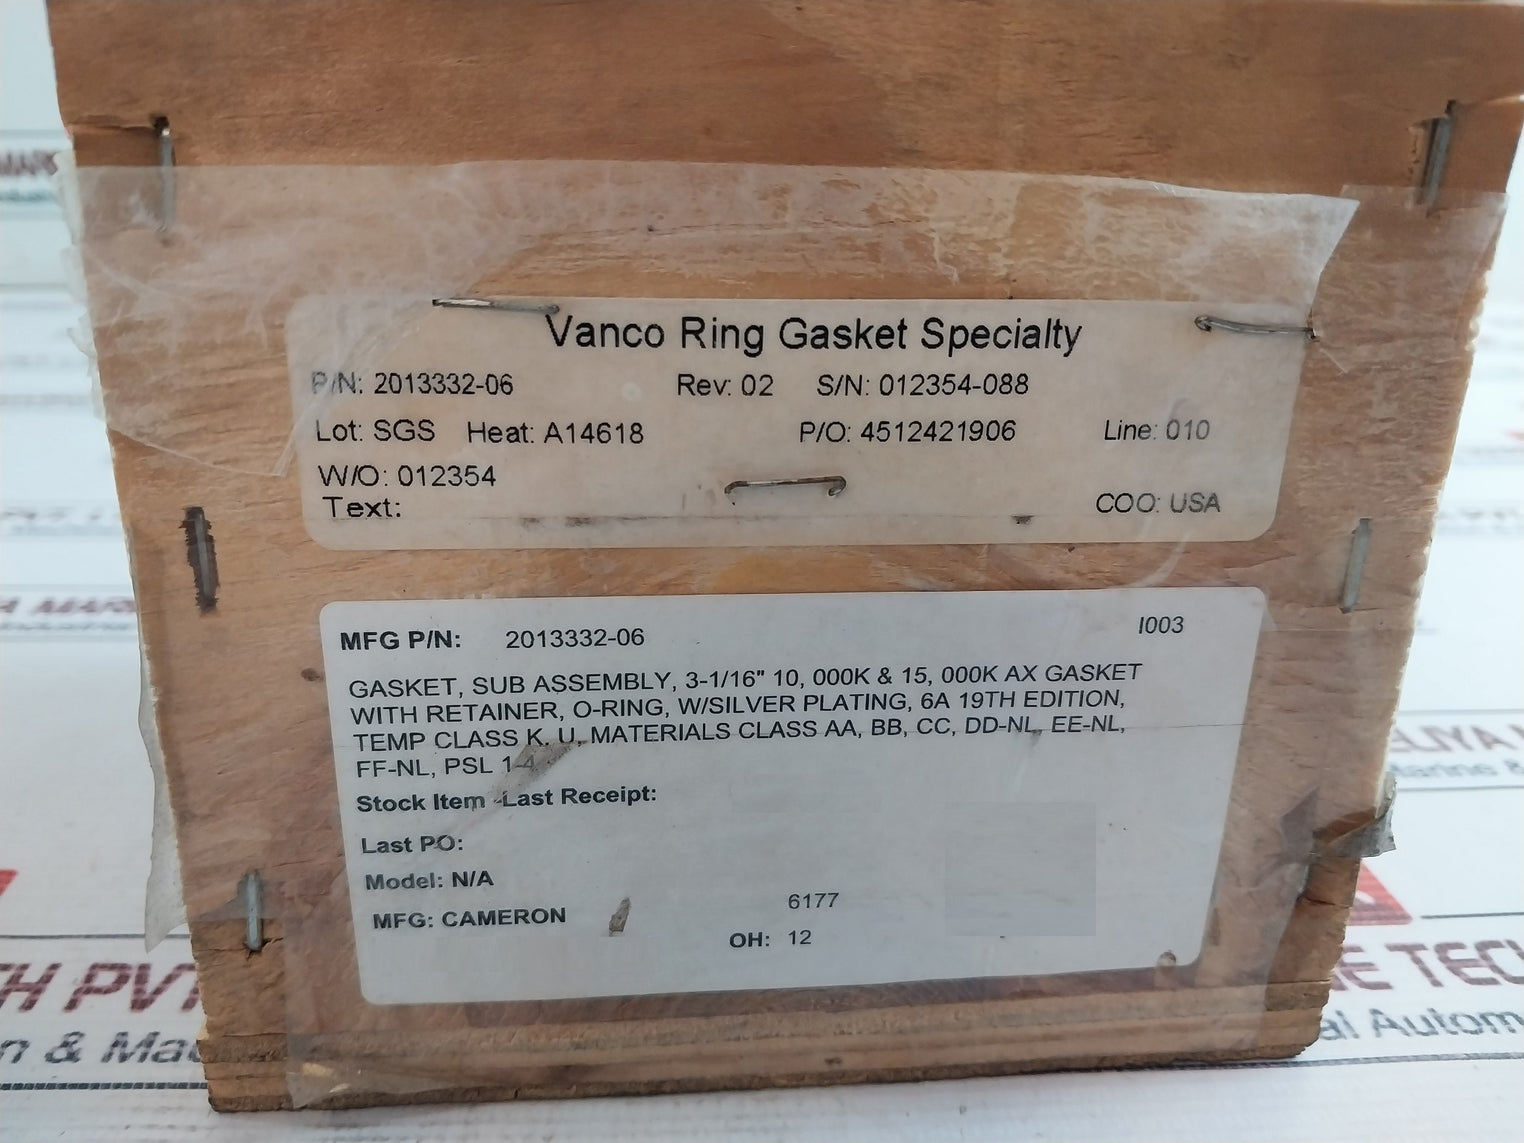 Vanco Ring Gasket Specialty
P/N: 2013332-06 Rev: 02 S/N: 012354-088
Lot: SGS Heat: A14618 P/O: 4512421906 Line: 010
W/O: 012354
Text: COO: USA
MFG P/N: 2013332-06 I003
GASKET, SUB ASSEMBLY, 3-1/16" 10, 000K & 15, 000K AX GASKET
WITH RETAINER, O-RING, W/SILVER PLATING, 6A 19TH EDITION,
TEMP CLASS K, U, MATERIALS CLASS AA, BB, CC, DD-NL, EE-NL,
FF-NL, PSL 1-4
Stock Item -Last Receipt:
Last PO:
Model: N/A
MFG: CAMERON 6177
OH: 12